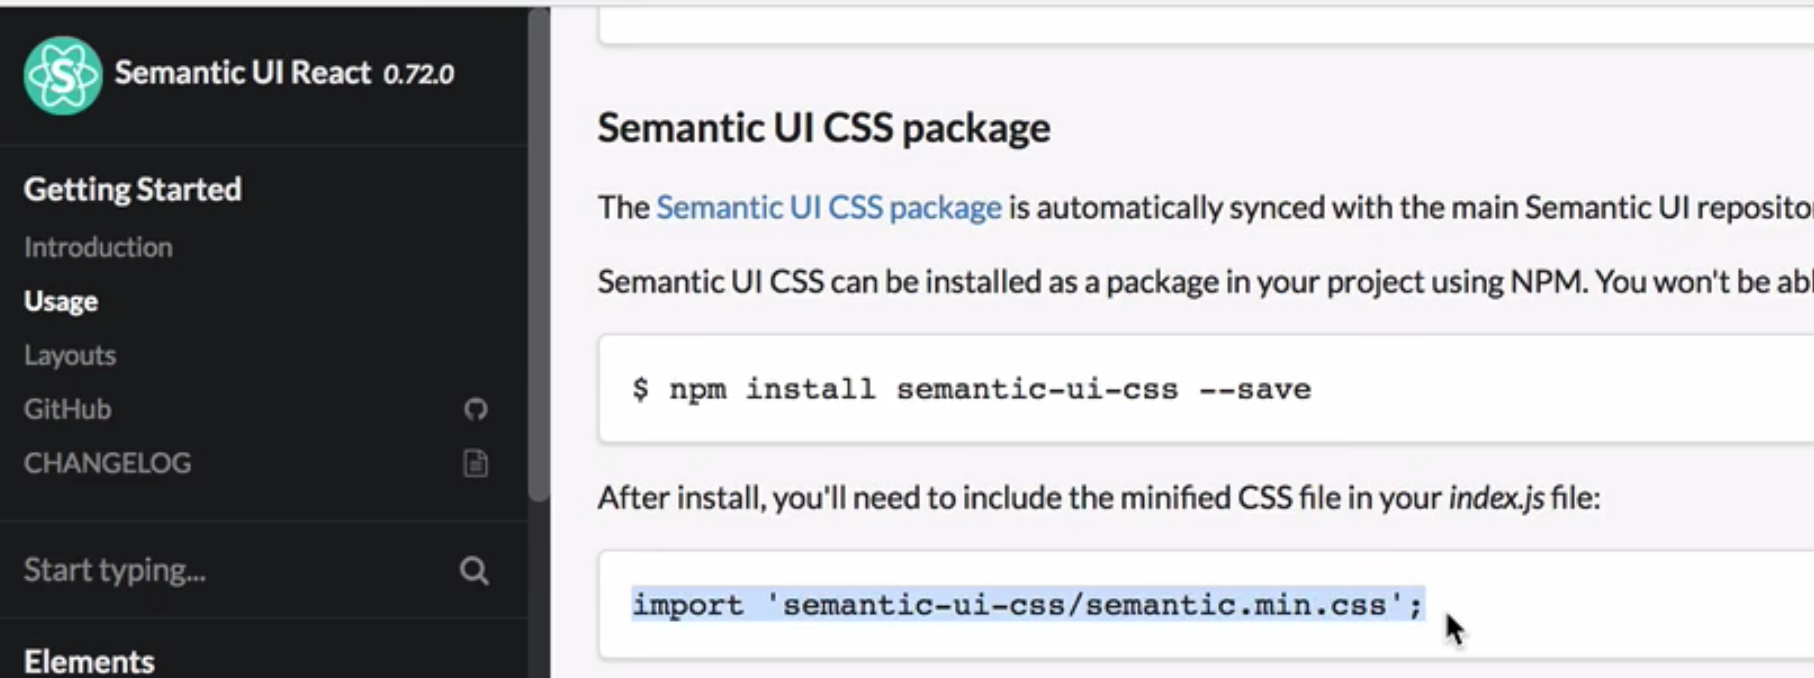 Semantic UI React 0.72.0
Getting Started
Introduction
Usage
Layouts
GitHub
CHANGELOG
Start typing...
Elements
Semantic UI CSS package
The Semantic UI CSS package is automatically synced with the main Semantic UI
Semantic UI CSS can be installed as a package in your project using NPM. You won't be
$ npm install semantic-ui-css --save
After install, you'll need to include the minified CSS file in your index.js file:
import 'semantic-ui-css/semantic.min.css';